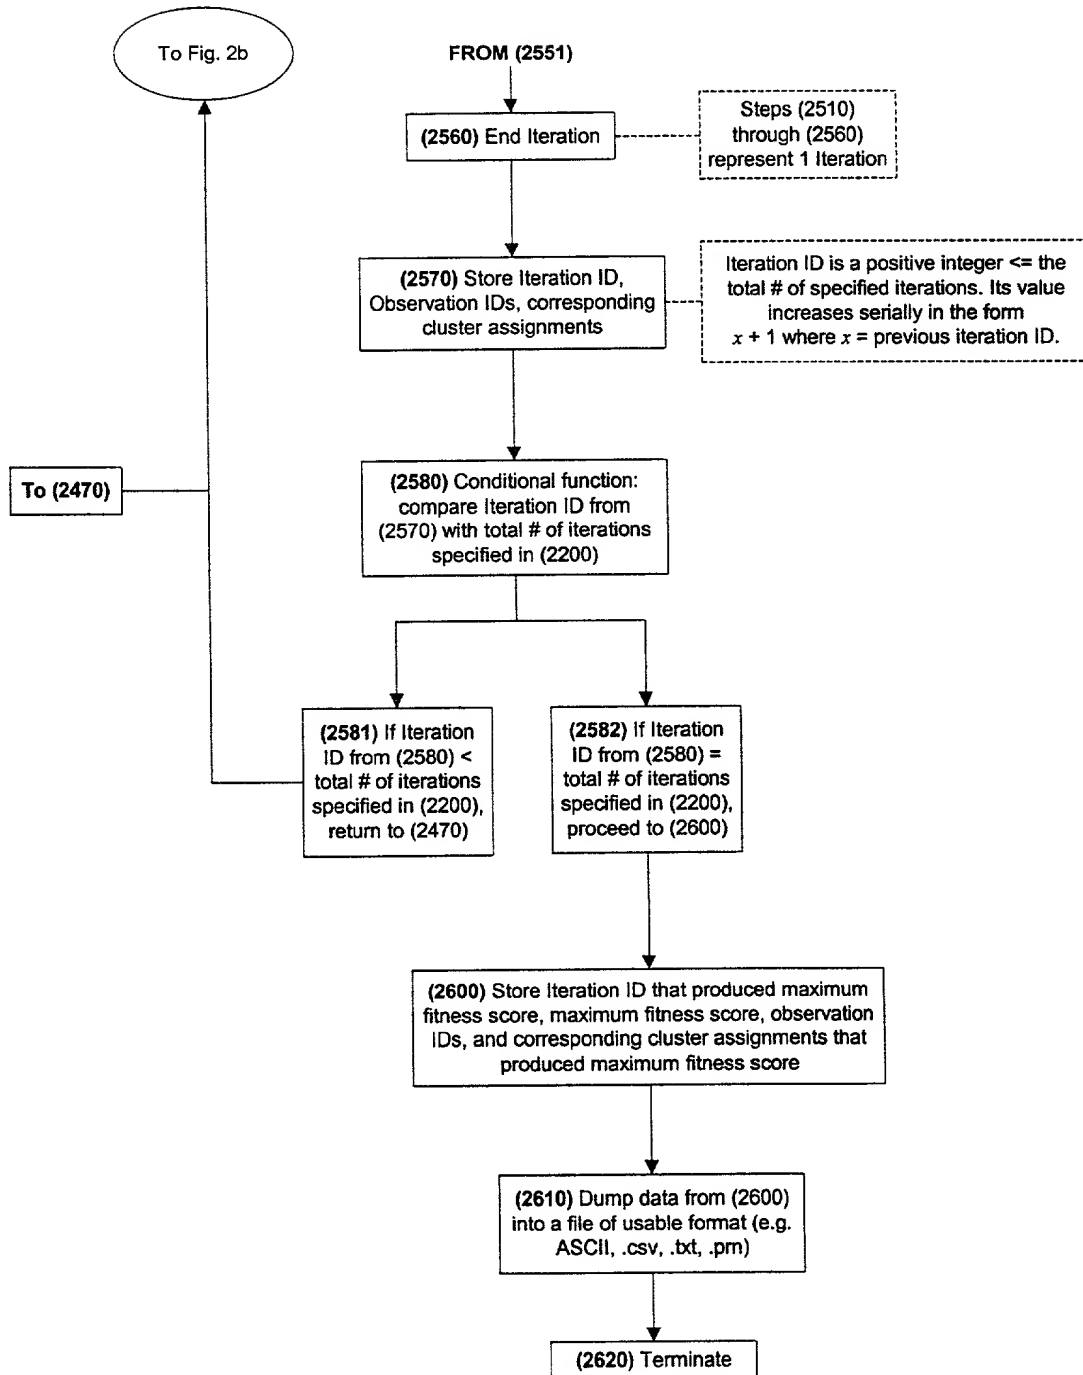 To Fig. 2b
FROM (2551)
(2560) End Iteration
Steps (2510)
through (2560)
represent 1 Iteration
(2570) Store Iteration ID,
Observation IDs, corresponding
cluster assignments
Iteration ID is a positive integer <= the
total # of specified iterations. Its value
increases serially in the form
x + 1 where x = previous iteration ID.
To (2470)
(2580) Conditional function:
compare Iteration ID from
(2570) with total # of iterations
specified in (2200)
(2581) If Iteration
ID from (2580) <
total # of iterations
specified in (2200),
return to (2470)
(2582) If Iteration
ID from (2580) =
total # of iterations
specified in (2200),
proceed to (2600)
(2600) Store Iteration ID that produced maximum
fitness score, maximum fitness score, observation
IDs, and corresponding cluster assignments that
produced maximum fitness score
(2610) Dump data from (2600)
into a file of usable format (e.g.
ASCII, .csv, .txt, .prn)
(2620) Terminate